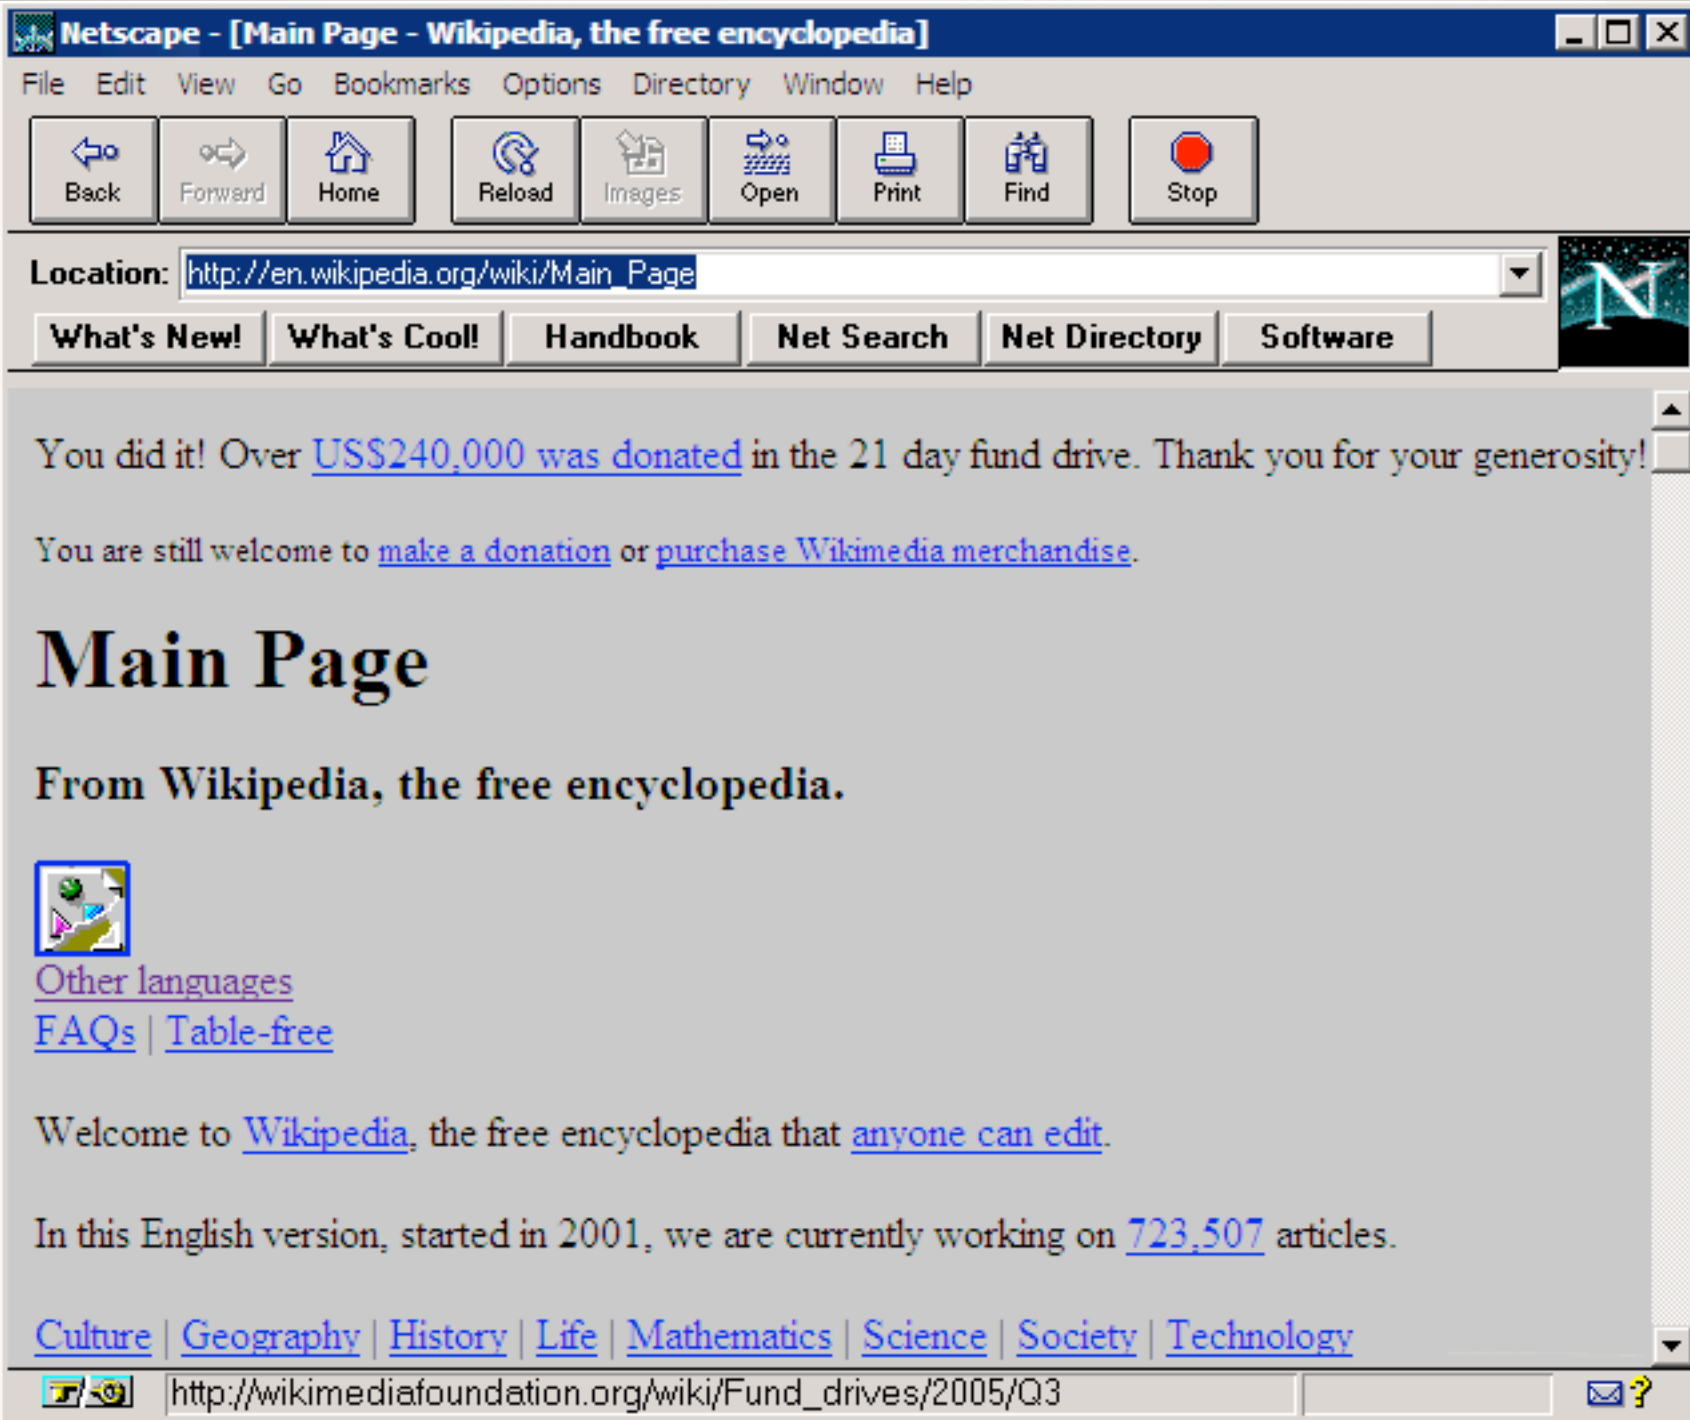 Netscape - [Main Page - Wikipedia, the free encyclopedia]
File Edit View Go Bookmarks Options Directory Window Help
Back Forward Home Reload Images Open Print Find Stop
Location: http://en.wikipedia.org/wiki/Main_Page
N
What's New! What's Cool! Handbook Net Search Net Directory Software
You did it! Over US$240,000 was donated in the 21 day fund drive. Thank you for your generosity!
You are still welcome to make a donation or purchase Wikimedia merchandise.
Main Page
From Wikipedia, the free encyclopedia.
Other languages
FAQs | Table-free
Welcome to Wikipedia, the free encyclopedia that anyone can edit.
In this English version, started in 2001, we are currently working on 723,507 articles.
Culture | Geography | History | Life | Mathematics | Science | Society | Technology
http://wikimediafoundation.org/wiki/Fund_drives/2005/Q3
?